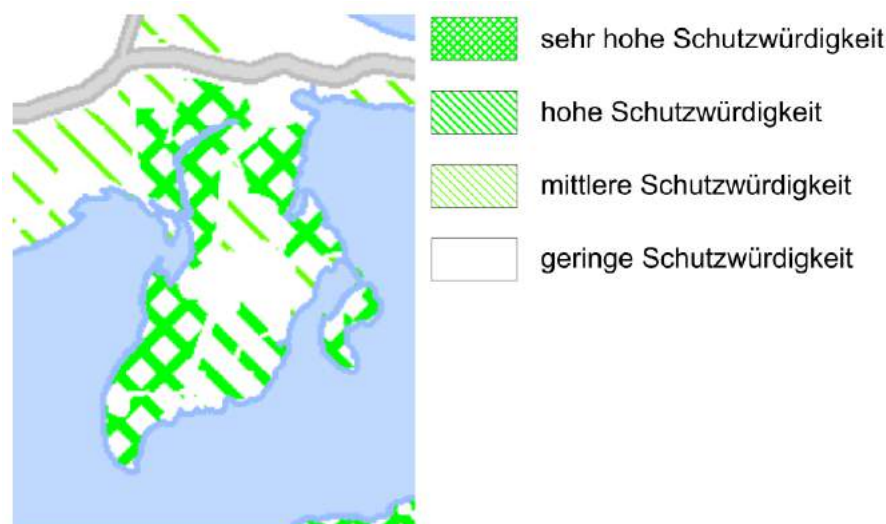 sehr hohe Schutzwürdigkeit
hohe Schutzwürdigkeit
mittlere Schutzwürdigkeit
geringe Schutzwürdigkeit